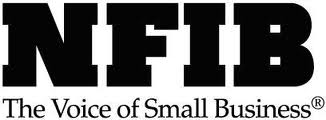 NFIB
The Voice of Small Business®